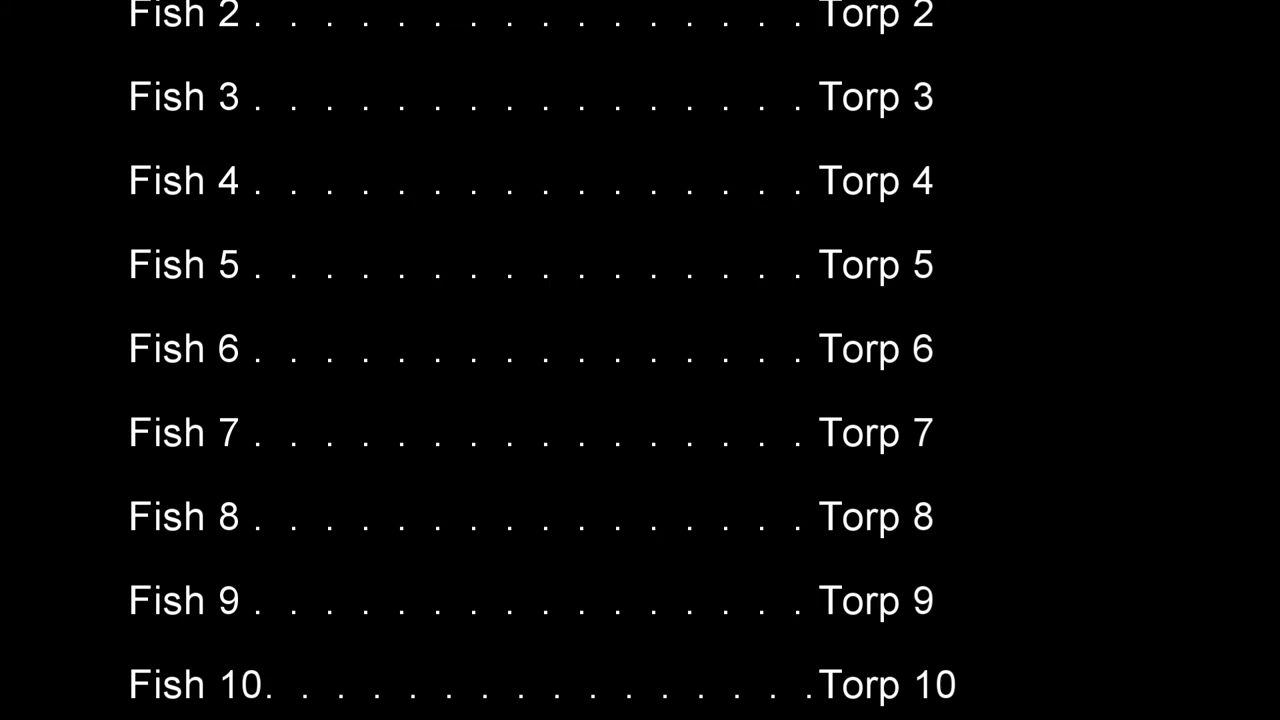 Fish 2 . . . . . . . . . . . . . . . . Torp 2
Fish 3 . . . . . . . . . . . . . . . . Torp 3
Fish 4 . . . . . . . . . . . . . . . . Torp 4
Fish 5 . . . . . . . . . . . . . . . . Torp 5
Fish 6 . . . . . . . . . . . . . . . . Torp 6
Fish 7 . . . . . . . . . . . . . . . . Torp 7
Fish 8 . . . . . . . . . . . . . . . . Torp 8
Fish 9 . . . . . . . . . . . . . . . . Torp 9
Fish 10. . . . . . . . . . . . . . . .Torp 10